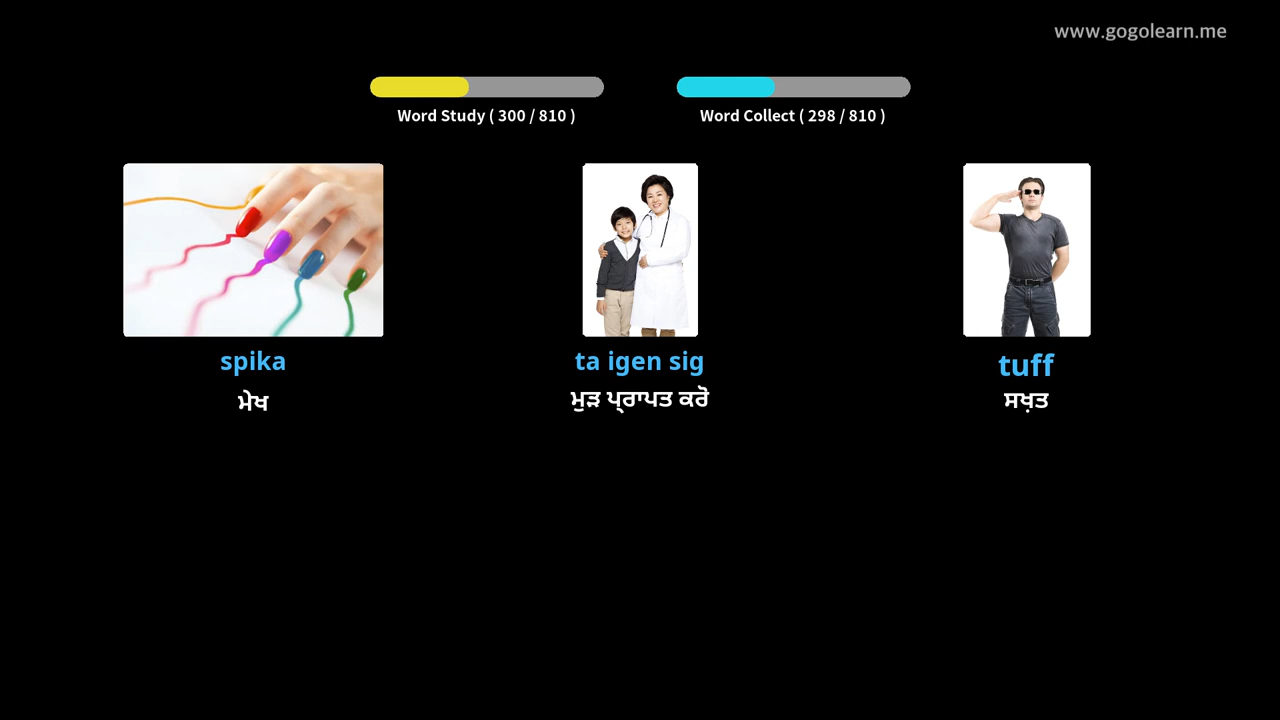 www.gogolearn.me
Word Study ( 300 / 810 )
Word Collect ( 298 / 810 )
spika
ta igen sig
tuff
ਮੇਖ
ਮੁੜ ਪ੍ਰਾਪਤ ਕਰੋ
ਸਖ਼ਤ